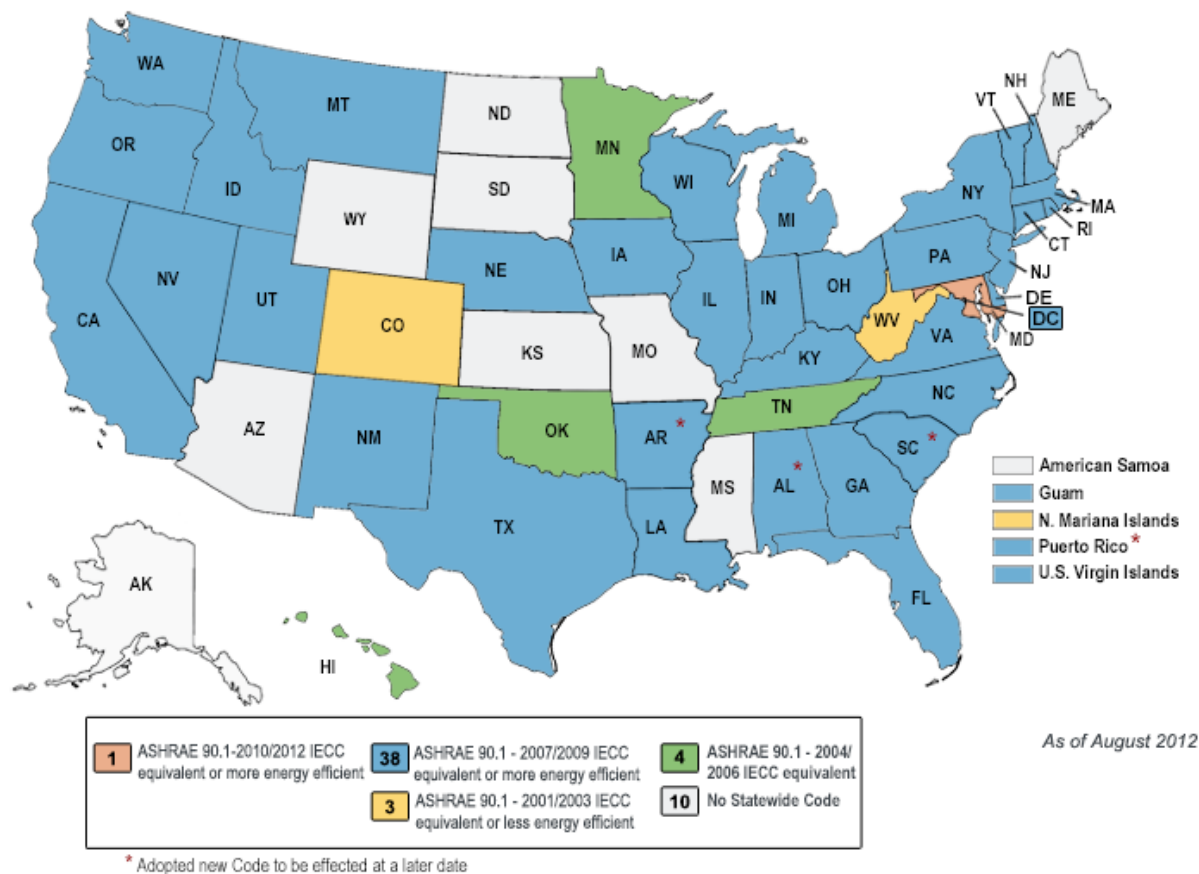 WA
MT
ND
MN
ME
NH
VT
OR
ID
SD
WI
NY
MA
WY
MI
RI
CT
IA
PA
NE
NJ
NV
UT
IL
IN
OH
DE
CA
CO
WV
DC
KS
MO
VA
MD
KY
NC
TN
AZ
NM
OK
AR *
SC *
MS
AL *
GA
TX
LA
FL
AK
HI
American Samoa
Guam
N. Mariana Islands
Puerto Rico *
U.S. Virgin Islands
As of August 2012
1 ASHRAE 90.1-2010/2012 IECC
equivalent or more energy efficient
38 ASHRAE 90.1 - 2007/2009 IECC
equivalent or more energy efficient
4 ASHRAE 90.1 - 2004/
2006 IECC equivalent
3 ASHRAE 90.1 - 2001/2003 IECC
equivalent or less energy efficient
10 No Statewide Code
* Adopted new Code to be effected at a later date